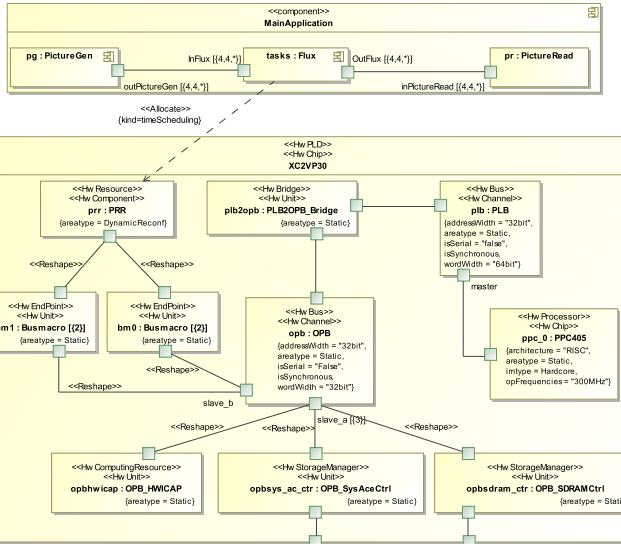 <<component>>
MainApplication
pg : PictureGen
InFlux [{4,4,*}]
tasks : Flux
OutFlux [{4,4,*}]
pr : PictureRead
outPictureGen [{4,4,*}]
inPictureRead [{4,4,*}]
<<Allocate>>
{kind=timeScheduling}
<<Hw PLD>>
<<Hw Chip>>
XC2VP30
<<Hw Resource>>
<<Hw Component>>
prr : PRR
{areatype = DynamicReconf}
<<Hw Bridge>>
<<Hw Unit>>
plb2opb : PLB2OPB_Bridge
{areatype = Static}
<<Hw Bus>>
<<Hw Channel>>
plb : PLB
{addressWidth = "32bit",
areatype = Static,
isSerial = "false",
isSynchronous,
wordWidth = "64bit"}
master
<<Reshape>>
<<Reshape>>
<<Hw EndPoint>>
<<Hw Unit>>
bm1 : Busmacro [{2}]
{areatype = Static}
<<Hw EndPoint>>
<<Hw Unit>>
bm0 : Busmacro [{2}]
{areatype = Static}
<<Hw Bus>>
<<Hw Channel>>
opb : OPB
{addressWidth = "32bit",
areatype = Static,
isSerial = "False",
isSynchronous,
wordWidth = "32bit"}
<<Hw Processor>>
<<Hw Chip>>
ppc_0 : PPC405
{architecture = "RISC",
areatype = Static,
imtype = Hardcore,
opFrequencies = "300MHz"}
<<Reshape>>
<<Reshape>>
slave_b
slave_a [{3}]
<<Reshape>>
<<Reshape>>
<<Reshape>>
<<Hw ComputingResource>>
<<Hw Unit>>
opbhwicap : OPB_HWICAP
{areatype = Static}
<<Hw StorageManager>>
<<Hw Unit>>
opbsys_ac_ctr : OPB_SysAceCtrl
{areatype = Static}
<<Hw StorageManager>>
<<Hw Unit>>
opbsdram_ctr : OPB_SDRAMCtrl
{areatype = Stati